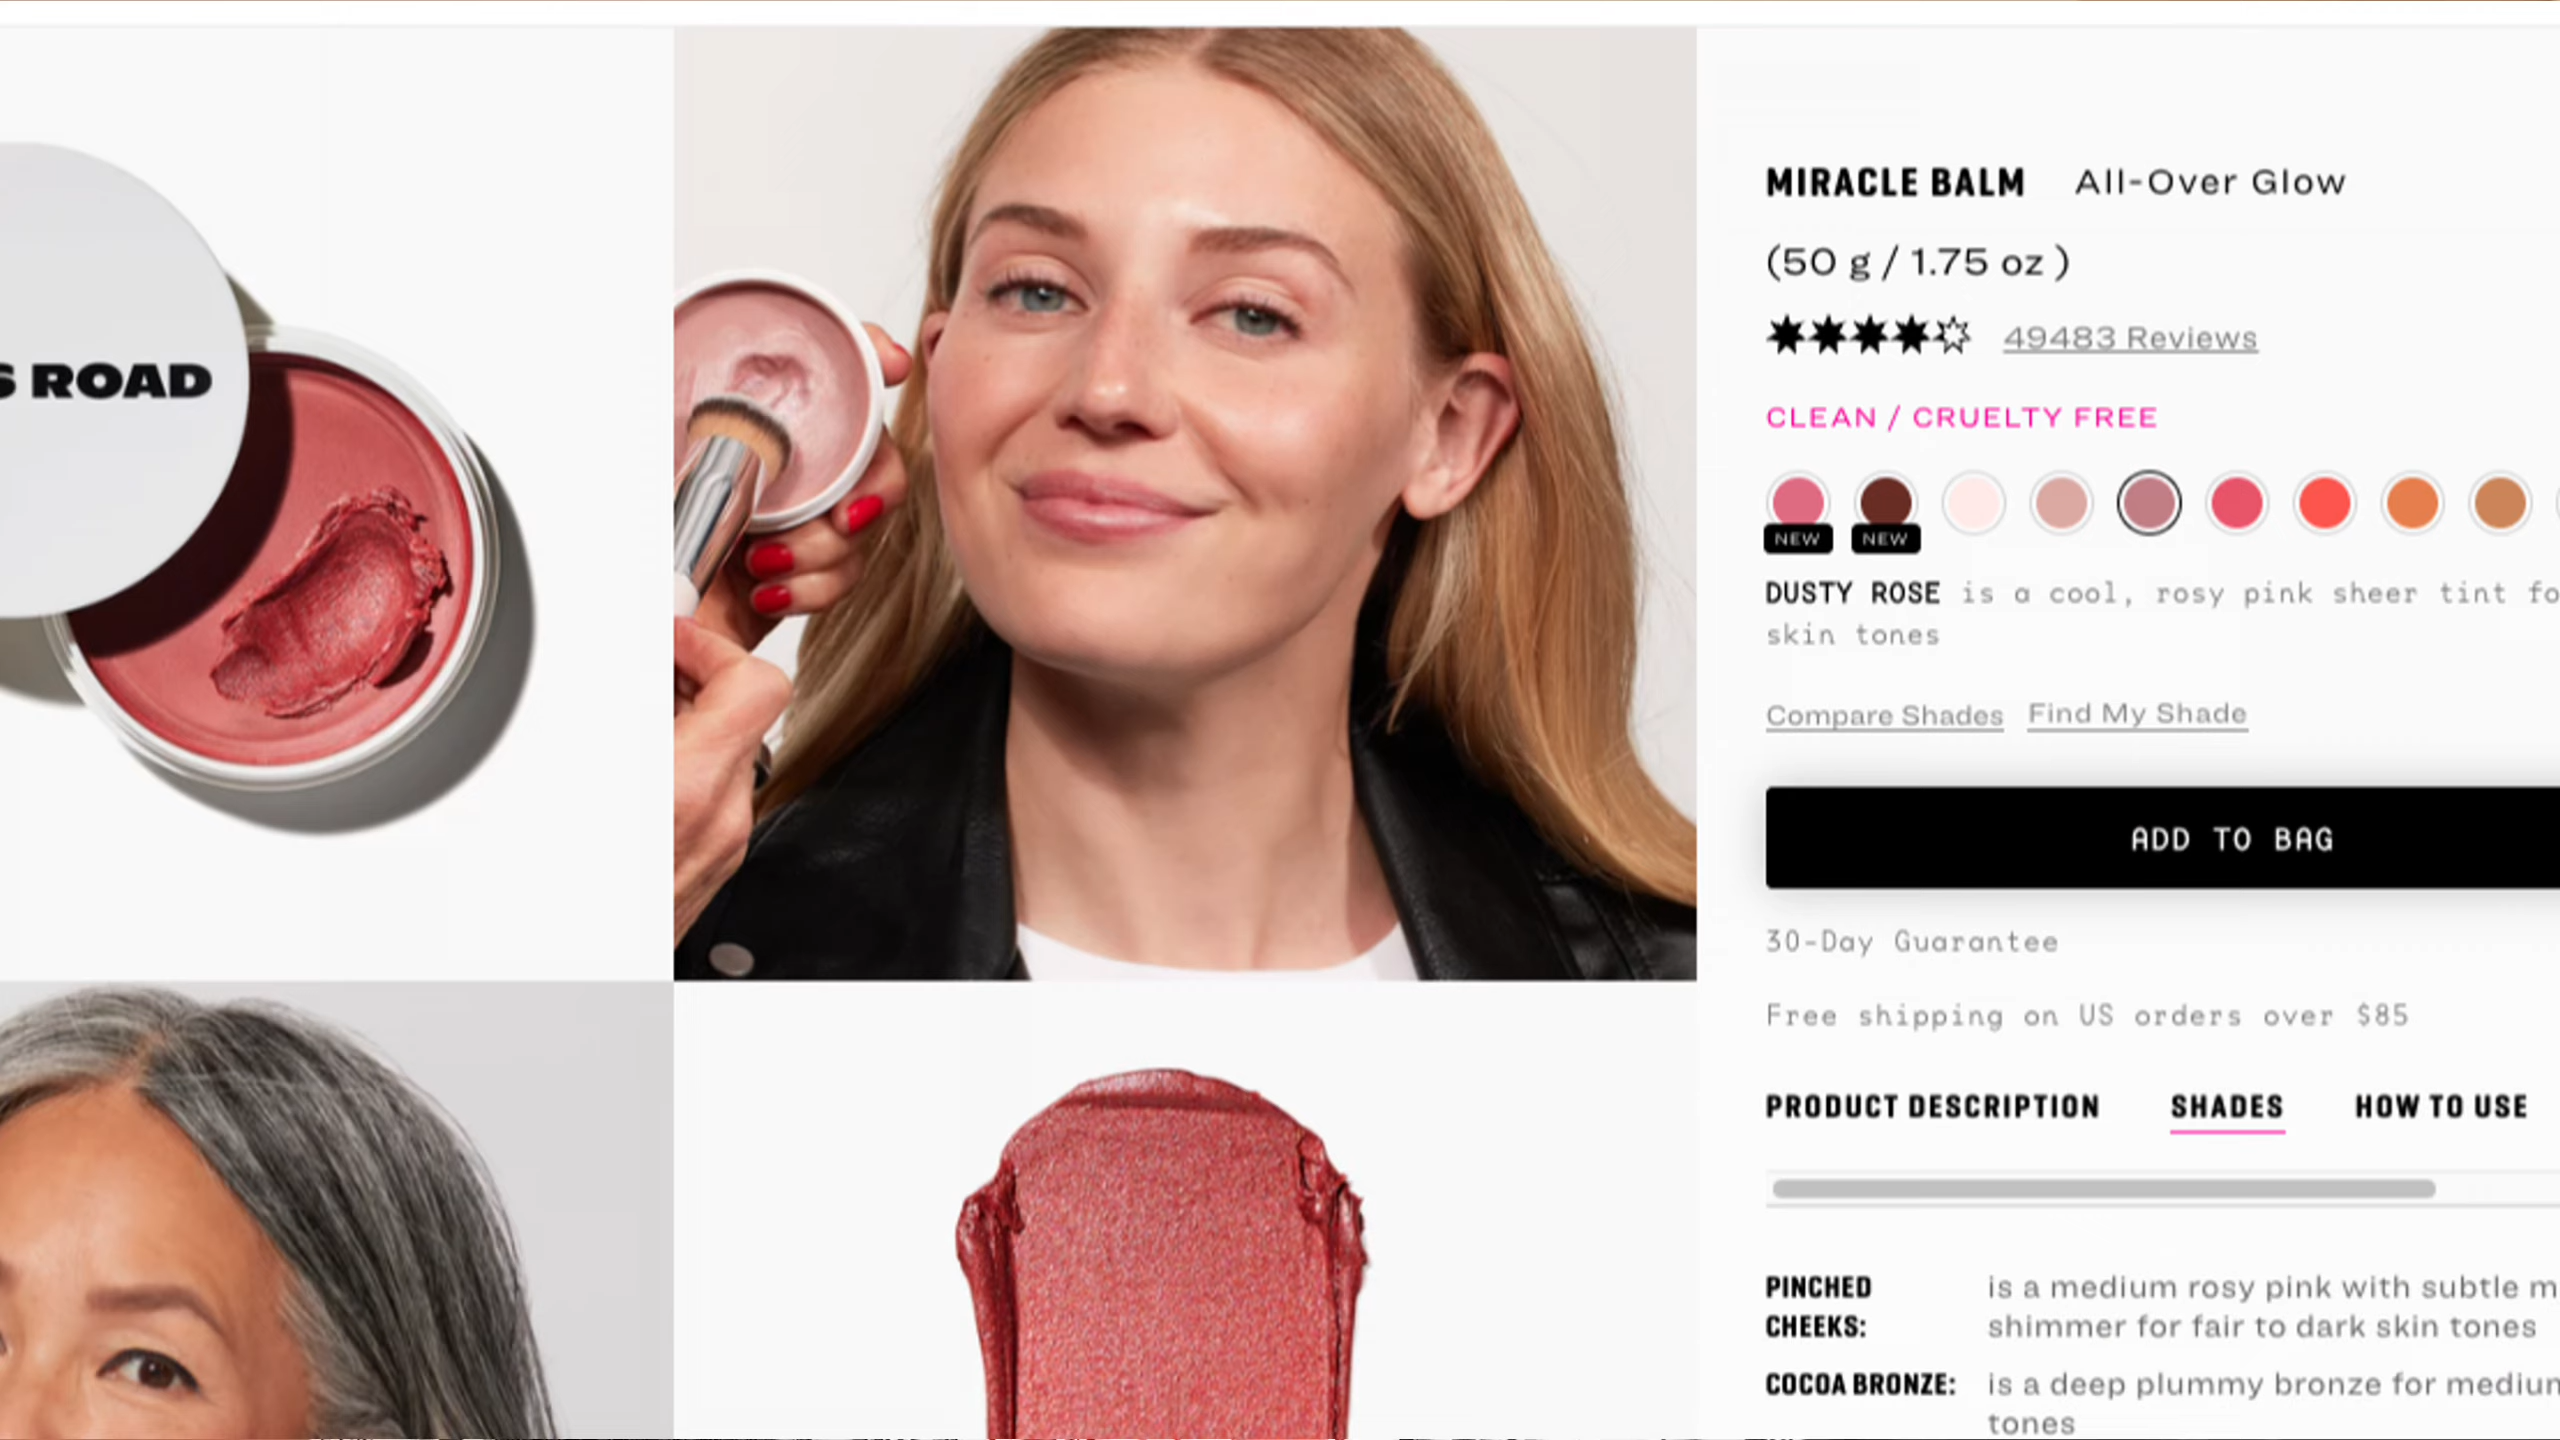 S ROAD
MIRACLE BALM All-Over Glow
(50 g / 1.75 oz )
49483 Reviews
CLEAN / CRUELTY FREE
NEW NEW
DUSTY ROSE is a cool, rosy pink sheer tint fo
skin tones
Compare Shades Find My Shade
ADD TO BAG
30-Day Guarantee
Free shipping on US orders over $85
PRODUCT DESCRIPTION SHADES HOW TO USE
PINCHED CHEEKS: is a medium rosy pink with subtle m
shimmer for fair to dark skin tones
COCOA BRONZE: is a deep plummy bronze for medium
tones